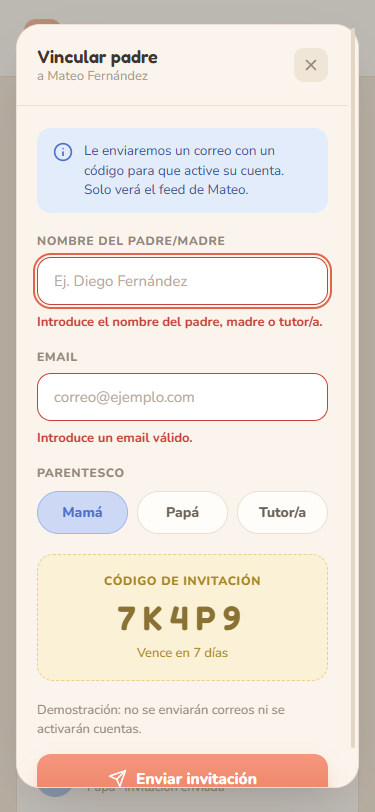 Vincular padre
a Mateo Fernández
Le enviaremos un correo con un
código para que active su cuenta.
Solo verá el feed de Mateo.
NOMBRE DEL PADRE/MADRE
Ej. Diego Fernández
Introduce el nombre del padre, madre o tutor/a.
EMAIL
correo@ejemplo.com
Introduce un email válido.
PARENTESCO
Mamá
Papá
Tutor/a
CÓDIGO DE INVITACIÓN
7K4P9
Vence en 7 días
Demostración: no se enviarán correos ni se
activarán cuentas.
Enviar invitación